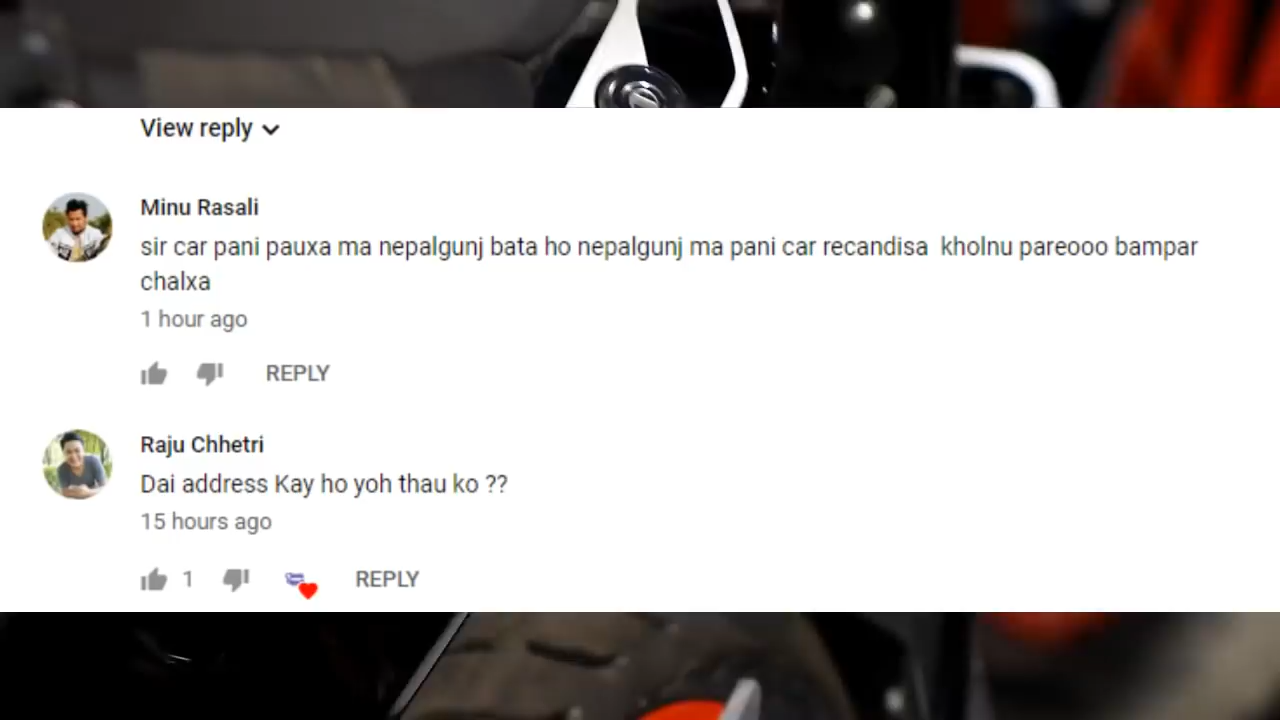 View reply
Minu Rasali
sir car pani pauxa ma nepalgunj bata ho nepalgunj ma pani car recandisa kholnu pareooo bampar
chalxa
1 hour ago
REPLY
Raju Chhetri
Dai address Kay ho yoh thau ko ??
15 hours ago
1
REPLY